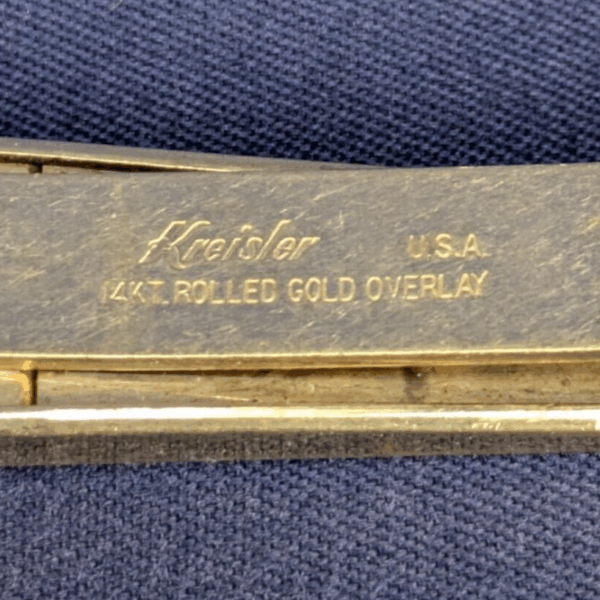 Kreisler U.S.A.
14KT. ROLLED GOLD OVERLAY